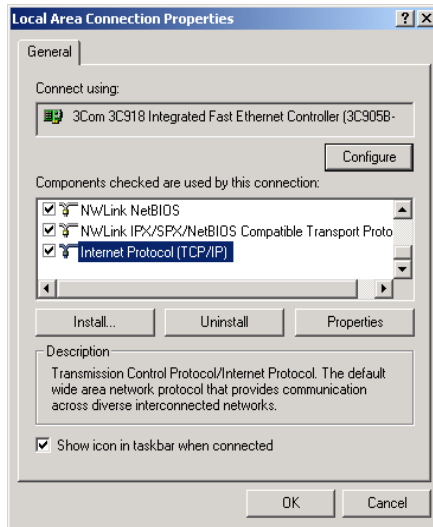 Local Area Connection Properties
General
Connect using:
3Com 3C918 Integrated Fast Ethernet Controller (3C905B-
Configure
Components checked are used by this connection:
NWLink NetBIOS
NWLink IPX/SPX/NetBIOS Compatible Transport Proto
Internet Protocol (TCP/IP)
Install... Uninstall Properties
Description
Transmission Control Protocol/Internet Protocol. The default
wide area network protocol that provides communication
across diverse interconnected networks.
Show icon in taskbar when connected
OK Cancel